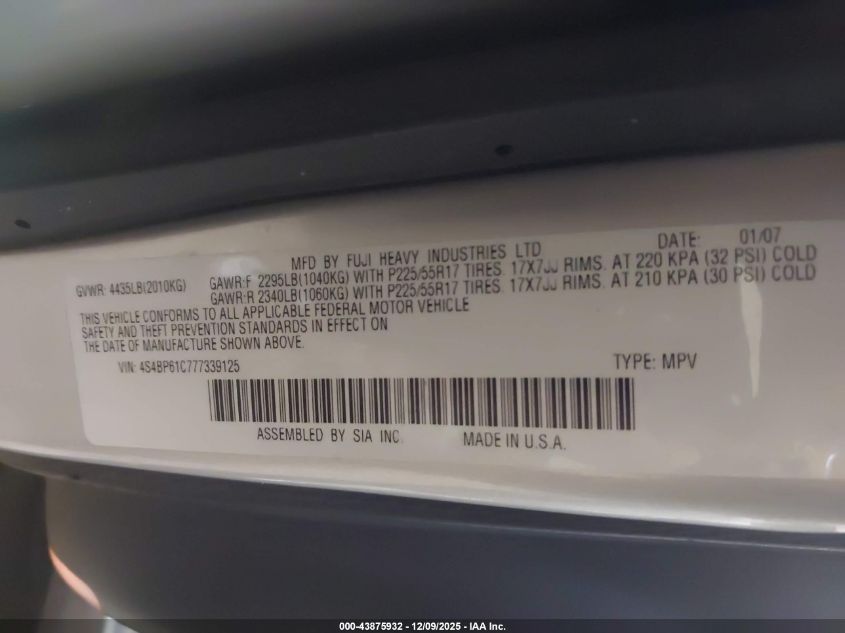 MFD BY FUJI HEAVY INDUSTRIES LTD DATE: 01/07
GVWR: 4435LB(2010KG) GAWR:F 2295LB(1040KG) WITH P225/55R17 TIRES. 17X7JJ RIMS. AT 220 KPA (32 PSI) COLD
GAWR:R 2340LB(1060KG) WITH P225/55R17 TIRES. 17X7JJ RIMS. AT 210 KPA (30 PSI) COLD
THIS VEHICLE CONFORMS TO ALL APPLICABLE FEDERAL MOTOR VEHICLE
SAFETY AND THEFT PREVENTION STANDARDS IN EFFECT ON
THE DATE OF MANUFACTURE SHOWN ABOVE.
VIN: 4S4BP61C777339125 TYPE: MPV
ASSEMBLED BY SIA INC. MADE IN U.S.A.
000-43875932 - 12/09/2025 - IAA Inc.